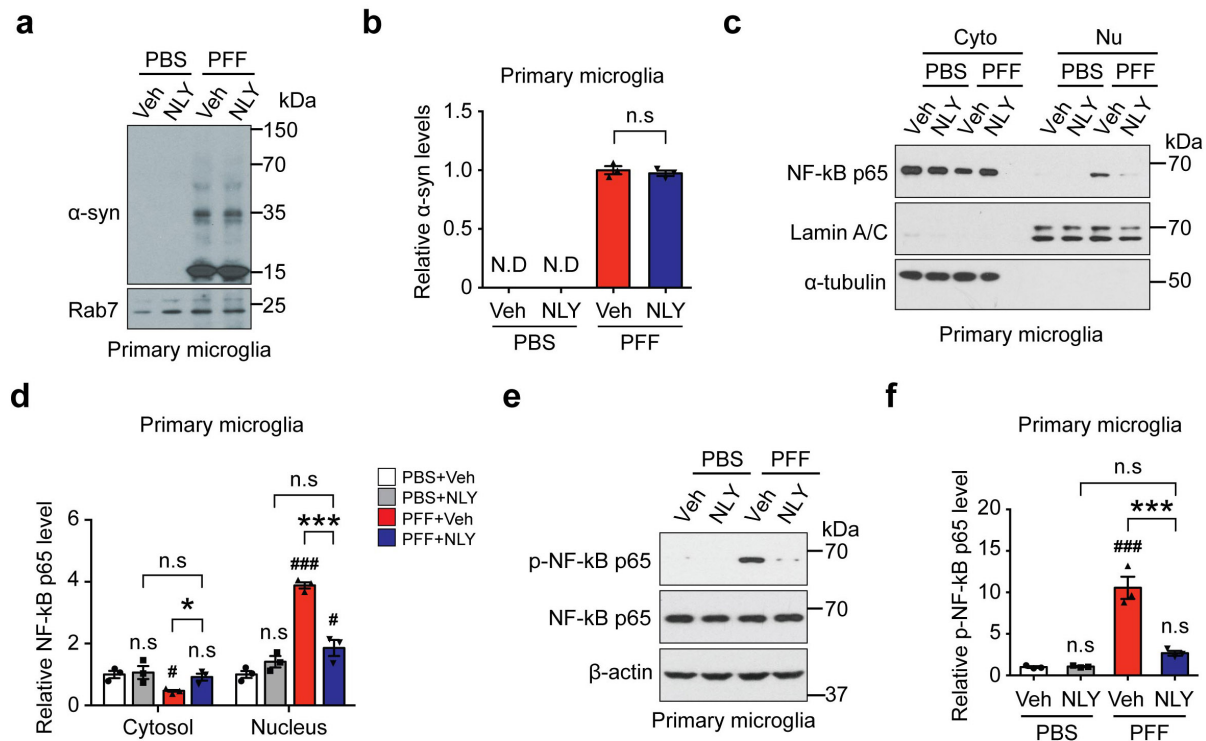 a
PBS PFF
Veh NLY Veh NLY
kDa
150
70
α-syn
35
15
Rab7
25
Primary microglia
b
Primary microglia
Relative α-syn levels
1.5
1.0
0.5
0
n.s
N.D N.D
Veh NLY Veh NLY
PBS PFF
c
Cyto Nu
PBS PFF PBS PFF
Veh NLY Veh NLY Veh NLY Veh NLY
kDa
NF-kB p65
70
Lamin A/C
70
α-tubulin
50
Primary microglia
d
Primary microglia
Relative NF-kB p65 level
6
4
2
0
PBS+Veh
PBS+NLY
PFF+Veh
PFF+NLY
n.s
***
###
n.s
*
#
n.s # n.s n.s
Cytosol Nucleus
e
PBS PFF
Veh NLY Veh NLY
kDa
p-NF-kB p65
70
NF-kB p65
70
β-actin
37
Primary microglia
f
Primary microglia
Relative p-NF-kB p65 level
20
15
10
5
0
n.s
***
###
n.s n.s
Veh NLY Veh NLY
PBS PFF